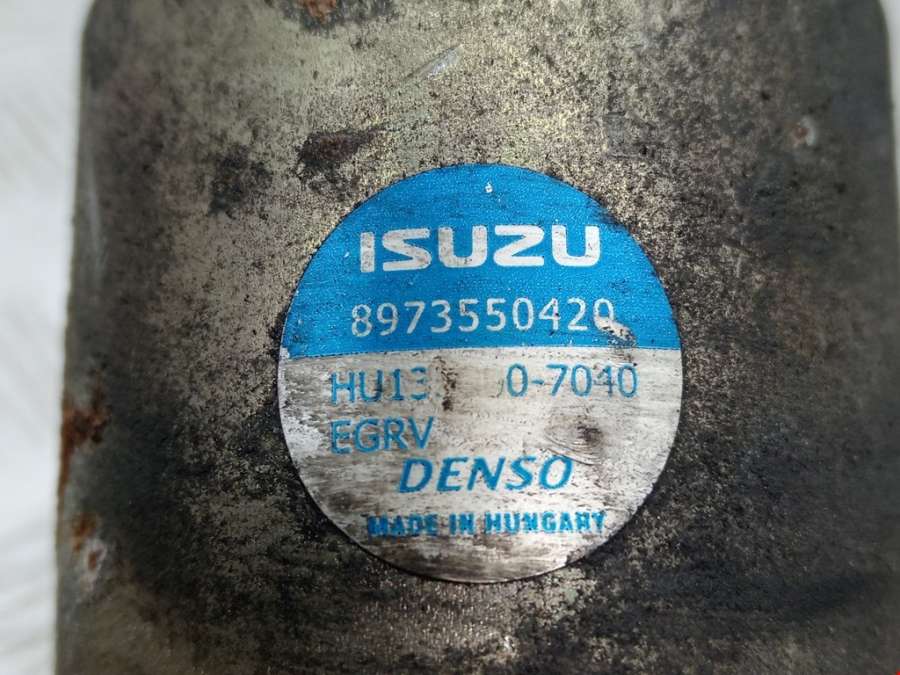 ISUZU
8973550420
HU13 0-7040
EGRV
DENSO
MADE IN HUNGARY